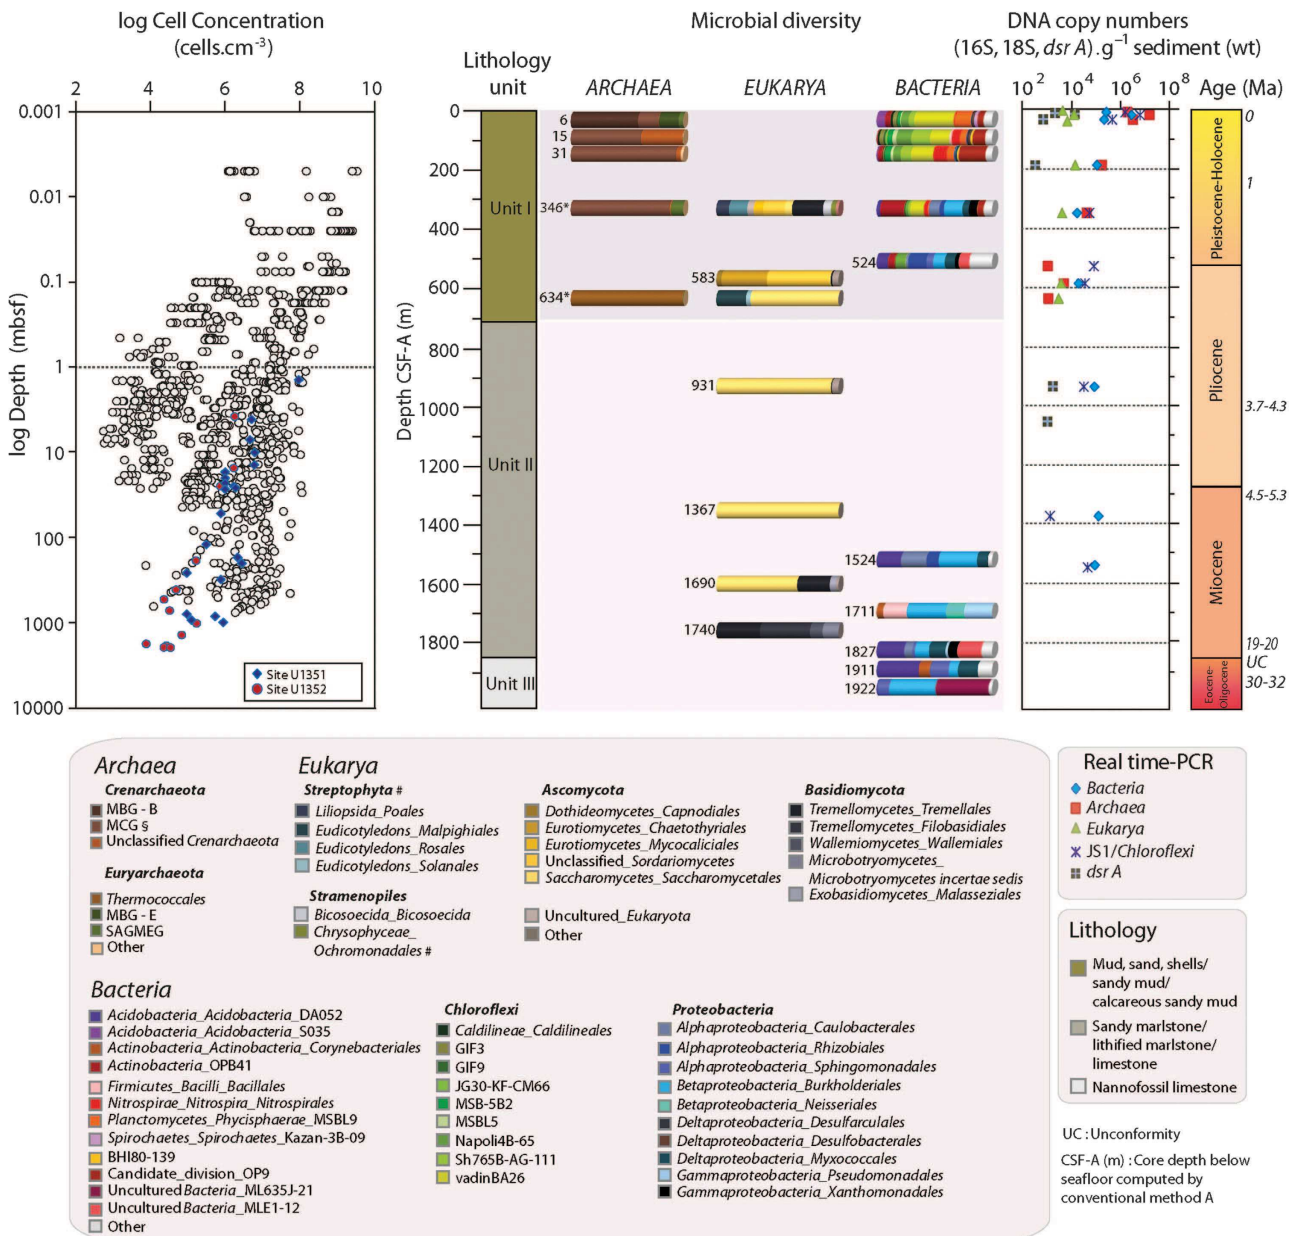 log Cell Concentration
(cells.cm-3)
2 4 6 8 10
0.001
0.01
0.1
1
10
100
1000
10000
log Depth (mbsf)
Site U1351
Site U1352
Microbial diversity
Lithology
unit
ARCHAEA EUKARYA BACTERIA
Depth CSF-A (m)
0
200
400
600
800
1000
1200
1400
1600
1800
Unit I
Unit II
Unit III
6
15
31
346*
634*
583
931
1367
1690
1740
524
1524
1711
1827
1911
1922
DNA copy numbers
(16S, 18S, dsr A).g−1 sediment (wt)
10² 10⁴ 10⁶ 10⁸
Age (Ma)
Pleistocene-Holocene
Pliocene
Miocene
Eocene-
Oligocene
0
1
3.7-4.3
4.5-5.3
19-20
UC
30-32
Archaea
Crenarchaeota
MBG - B
MCG §
Unclassified Crenarchaeota
Euryarchaeota
Thermococcales
MBG - E
SAGMEG
Other
Eukarya
Streptophyta #
Liliopsida_Poales
Eudicotyledons_Malpighiales
Eudicotyledons_Rosales
Eudicotyledons_Solanales
Stramenopiles
Bicosoecida_Bicosoecida
Chrysophyceae_
Ochromonadales #
Ascomycota
Dothideomycetes_Capnodiales
Eurotiomycetes_Chaetothyriales
Eurotiomycetes_Mycocaliciales
Unclassified_Sordariomycetes
Saccharomycetes_Saccharomycetales
Uncultured_Eukaryota
Other
Basidiomycota
Tremellomycetes_Tremellales
Tremellomycetes_Filobasidiales
Wallemiomycetes_Wallemiales
Microbotryomycetes_
Microbotryomycetes incertae sedis
Exobasidiomycetes_Malasseziales
Bacteria
Acidobacteria_Acidobacteria_DA052
Acidobacteria_Acidobacteria_S035
Actinobacteria_Actinobacteria_Corynebacteriales
Actinobacteria_OPB41
Firmicutes_Bacilli_Bacillales
Nitrospirae_Nitrospira_Nitrospirales
Planctomycetes_Phycisphaerae_MSBL9
Spirochaetes_Spirochaetes_Kazan-3B-09
BHI80-139
Candidate_division_OP9
Uncultured Bacteria_ML635J-21
Uncultured Bacteria_MLE1-12
Other
Chloroflexi
Caldilineae_Caldilineales
GIF3
GIF9
JG30-KF-CM66
MSB-5B2
MSBL5
Napoli4B-65
Sh765B-AG-111
vadinBA26
Proteobacteria
Alphaproteobacteria_Caulobacterales
Alphaproteobacteria_Rhizobiales
Alphaproteobacteria_Sphingomonadales
Betaproteobacteria_Burkholderiales
Betaproteobacteria_Neisseriales
Deltaproteobacteria_Desulfarculales
Deltaproteobacteria_Desulfobacterales
Deltaproteobacteria_Myxococcales
Gammaproteobacteria_Pseudomonadales
Gammaproteobacteria_Xanthomonadales
Real time-PCR
Bacteria
Archaea
Eukarya
JS1/Chloroflexi
dsr A
Lithology
Mud, sand, shells/
sandy mud/
calcareous sandy mud
Sandy marlstone/
lithified marlstone/
limestone
Nannofossil limestone
UC : Unconformity
CSF-A (m) : Core depth below
seafloor computed by
conventional method A